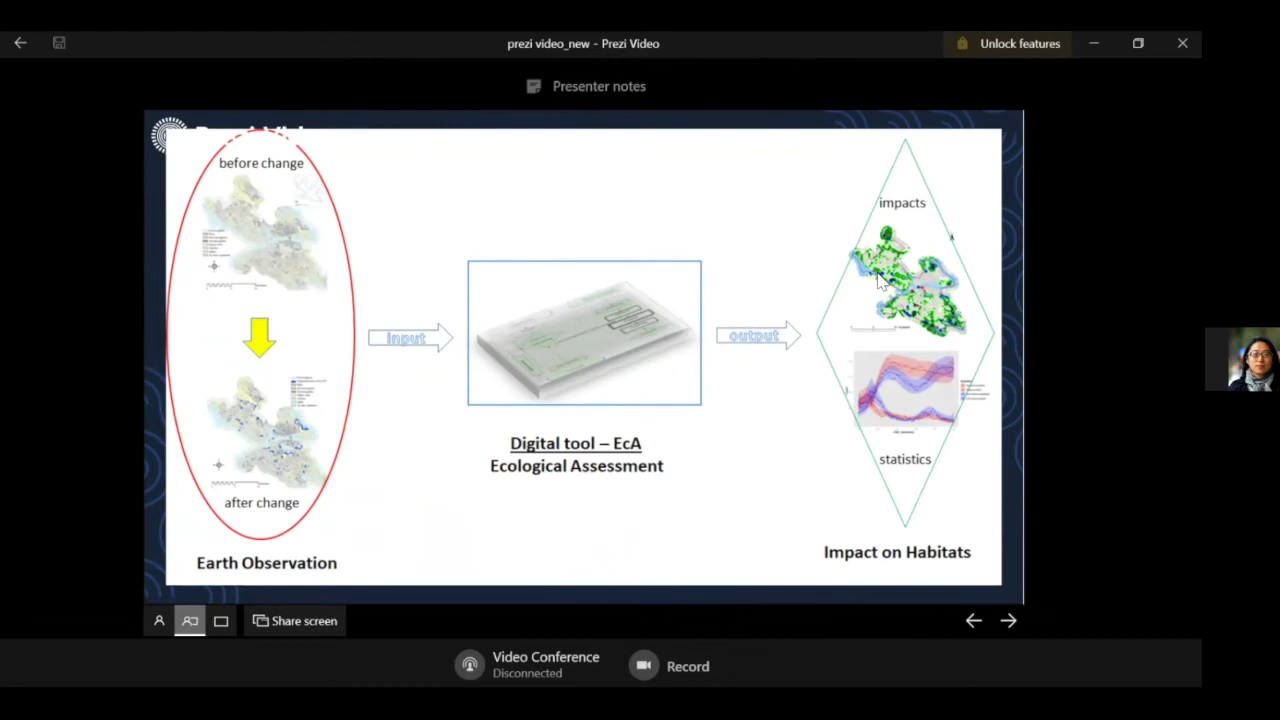 prezi video_new - Prezi Video
Unlock features
Presenter notes
before change
after change
Earth Observation
input
Digital tool – EcA
Ecological Assessment
output
impacts
statistics
Impact on Habitats
Share screen
Video Conference
Disconnected
Record